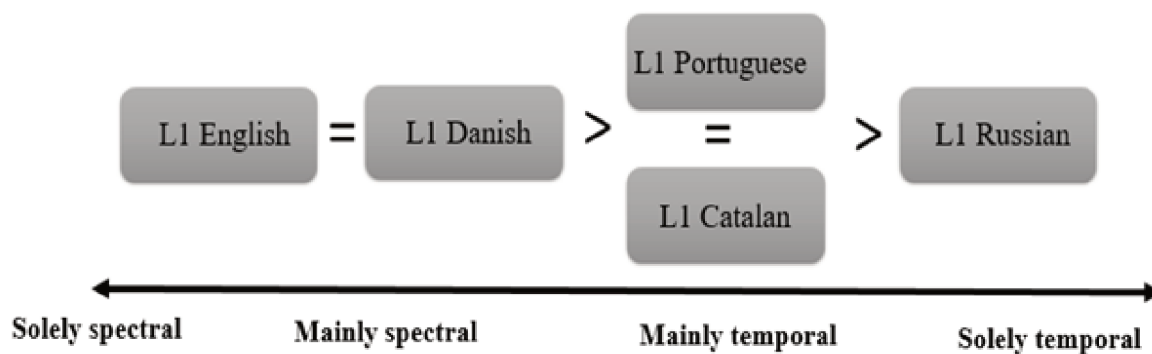 L1 Portuguese
L1 English = L1 Danish > = > L1 Russian
L1 Catalan
Solely spectral Mainly spectral Mainly temporal Solely temporal